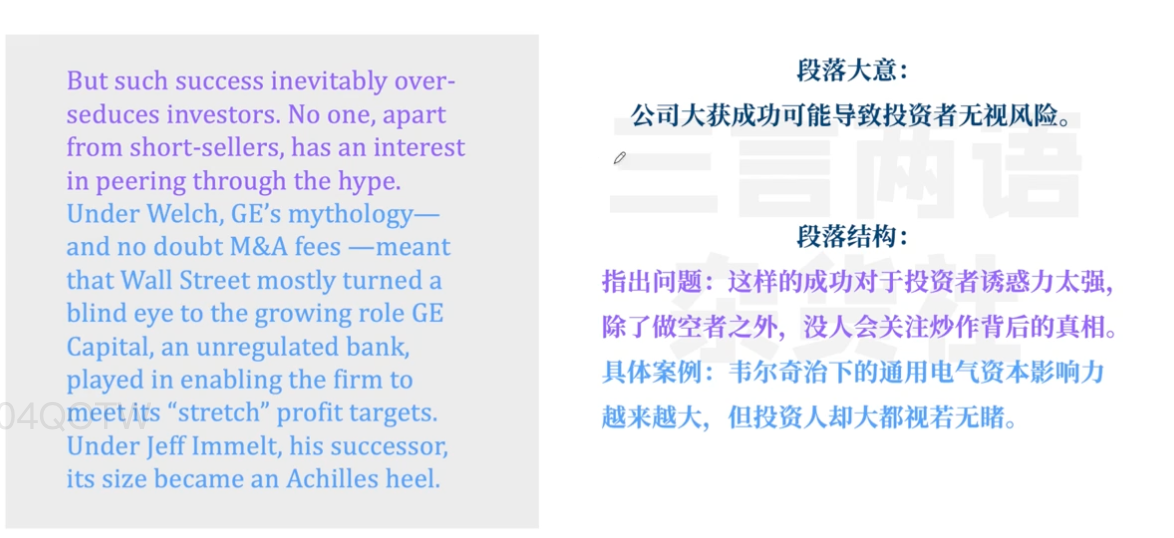 But such success inevitably over-
seduces investors. No one, apart
from short-sellers, has an interest
in peering through the hype.
Under Welch, GE’s mythology—
and no doubt M&A fees —meant
that Wall Street mostly turned a
blind eye to the growing role GE
Capital, an unregulated bank,
played in enabling the firm to
meet its “stretch” profit targets.
Under Jeff Immelt, his successor,
its size became an Achilles heel.
段落大意：
公司大获成功可能导致投资者无视风险。
三言两语
段落结构：
杂货社
指出问题：这样的成功对于投资者诱惑力太强，
除了做空者之外，没人会关注炒作背后的真相。
具体案例：韦尔奇治下的通用电气资本影响力
越来越大，但投资人却大都视若无睹。